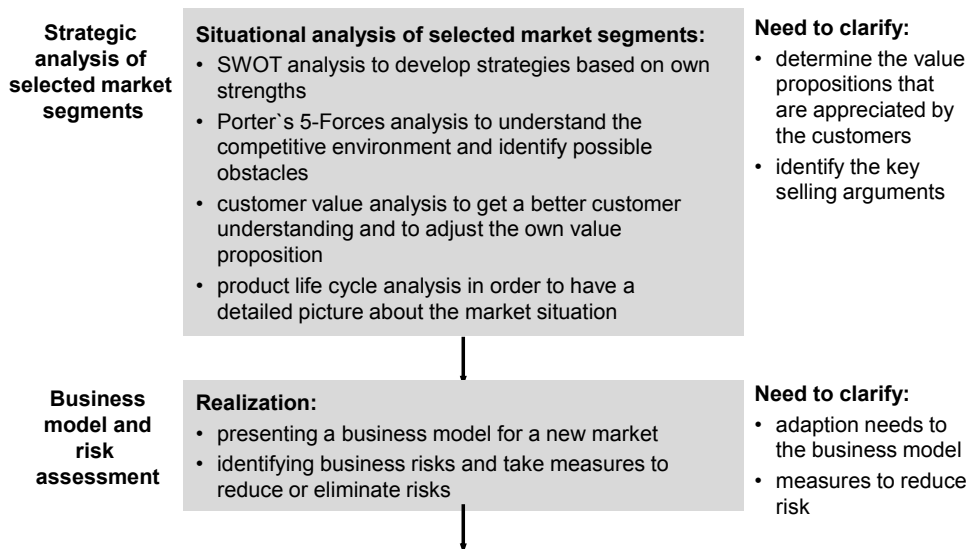 Strategic
analysis of
selected market
segments
Situational analysis of selected market segments:
• SWOT analysis to develop strategies based on own
strengths
• Porter`s 5-Forces analysis to understand the
competitive environment and identify possible
obstacles
• customer value analysis to get a better customer
understanding and to adjust the own value
proposition
• product life cycle analysis in order to have a
detailed picture about the market situation
Need to clarify:
• determine the value
propositions that
are appreciated by
the customers
• identify the key
selling arguments
Business
model and
risk
assessment
Realization:
• presenting a business model for a new market
• identifying business risks and take measures to
reduce or eliminate risks
Need to clarify:
• adaption needs to
the business model
• measures to reduce
risk